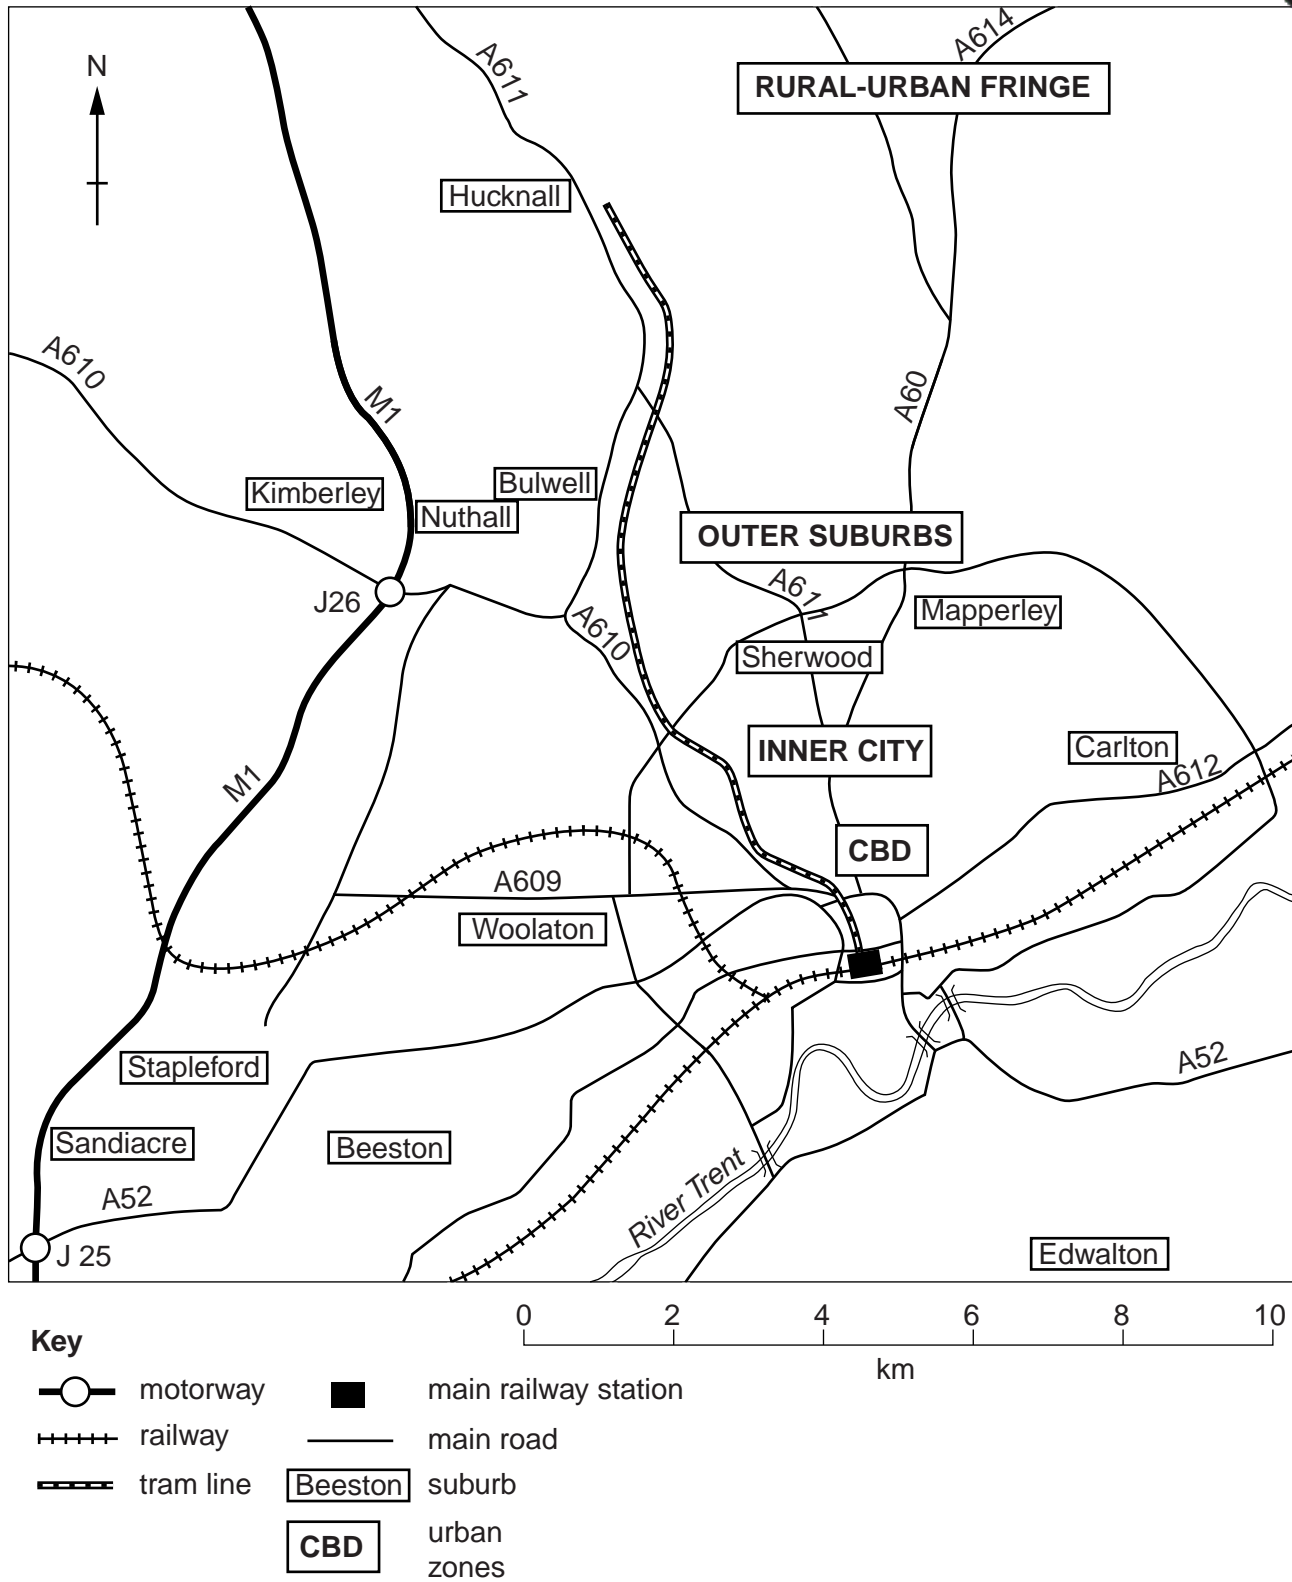 A614
A611
N
RURAL-URBAN FRINGE
Hucknall
A610
M1
A60
Bulwell
Kimberley
Nuthall
OUTER SUBURBS
J26
A611
Mapperley
A610
Sherwood
INNER CITY
Carlton
A612
M1
CBD
A609
Woolaton
Stapleford
A52
Sandiacre
Beeston
A52
River Trent
J 25
Edwalton
0 2 4 6 8 10
km
Key
motorway
main railway station
railway
main road
tram line
Beeston
suburb
CBD
urban
zones